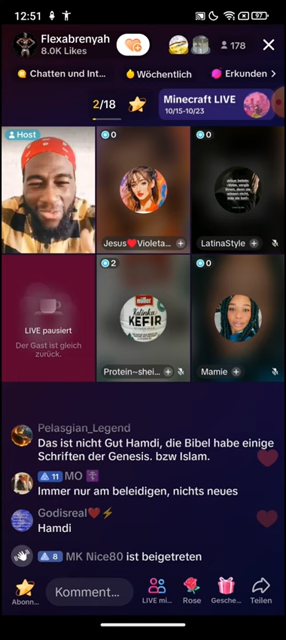 12:51
97
Flexabrenyah
8.0K Likes
178
Chatten und Int...
Wöchentlich
Erkunden
2/18
Minecraft LIVE
10/15-10/23
Host
0
0
Jesus❤️Violeta...
LatinaStyle
LIVE pausiert
Der Gast ist gleich
zurück.
2
0
müller
Kalinka
KEFIR
Protein~shei...
Mamie
Pelasgian_Legend
Das ist nicht Gut Hamdi, die Bibel habe einige
Schriften der Genesis. bzw Islam.
11 MO ☦️
Immer nur am beleidigen, nichts neues
Godisreal❤️⚡
Hamdi
8 MK Nice80 ist beigetreten
Abonn...
Komment...
LIVE mi...
Rose
Gesche...
Teilen